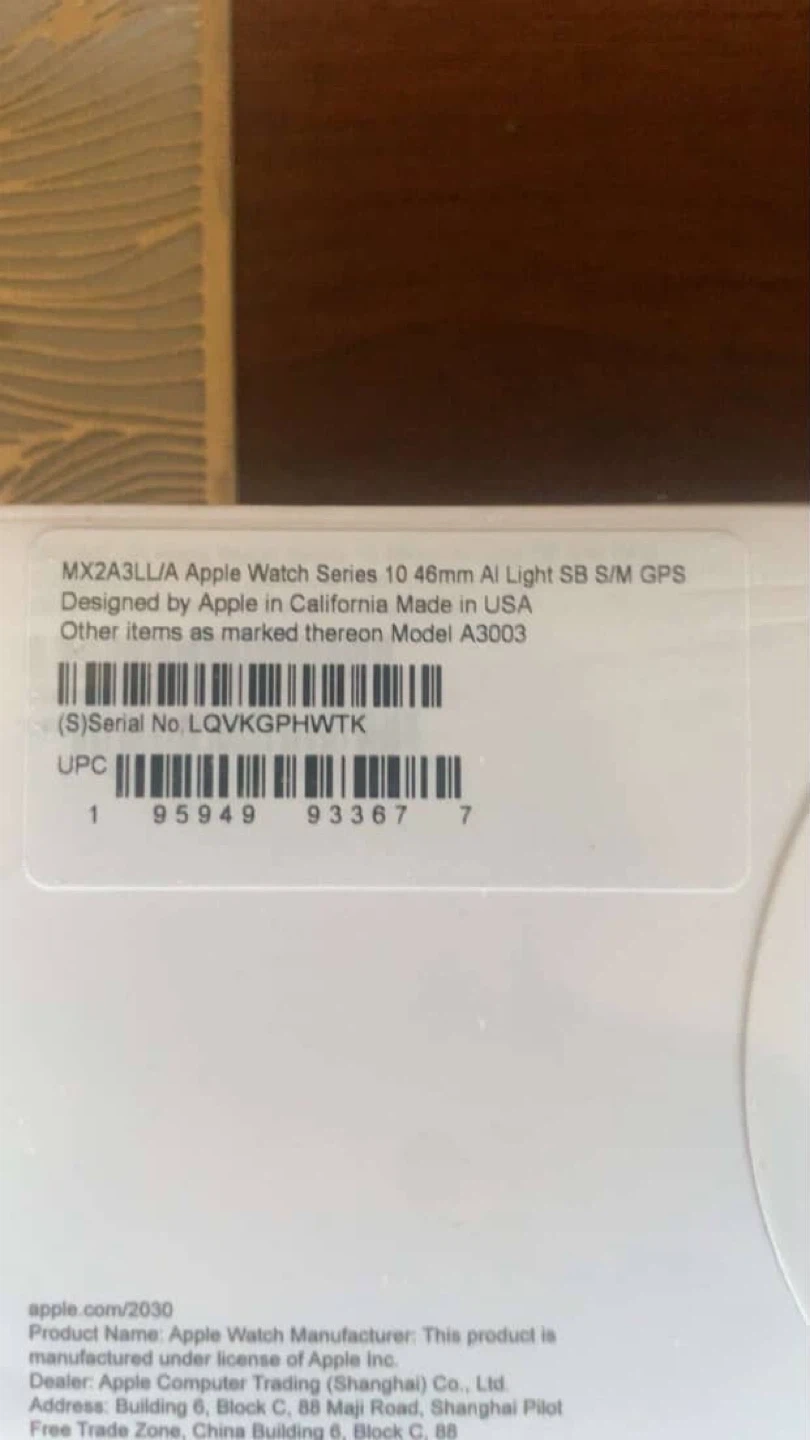 MX2A3LL/A Apple Watch Series 10 46mm Al Light SB S/M GPS
Designed by Apple in California Made in USA
Other items as marked thereon Model A3003
(S)Serial No. LQVKGPHWTK
UPC
1 95949 93367 7
apple.com/2030
Product Name: Apple Watch Manufacturer: This product is
manufactured under license of Apple Inc.
Dealer: Apple Computer Trading (Shanghai) Co., Ltd.
Address: Building 6, Block C, 88 Maji Road, Shanghai Pilot
Free Trade Zone, China Building 6, Block C, 88